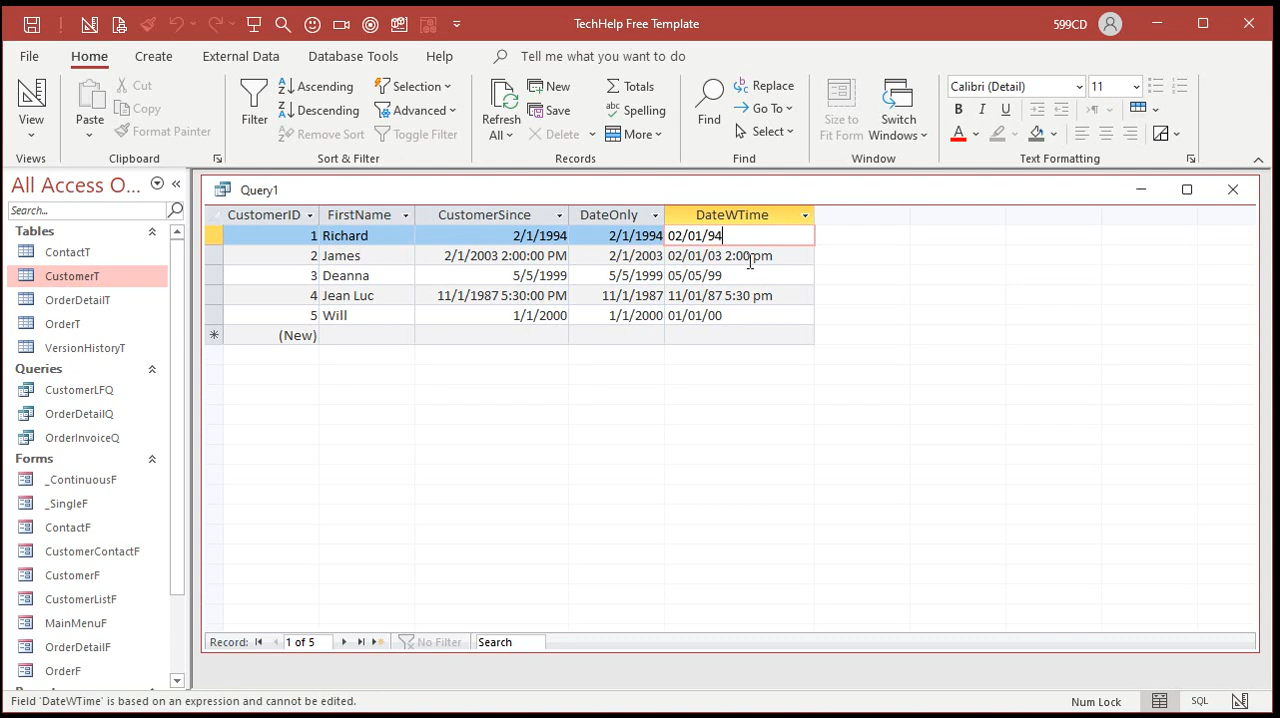 TechHelp Free Template
599CD
File Home Create External Data Database Tables Help Tell me what you want to do
View
Views
Paste
Cut
Copy
Format Painter
Clipboard
Filter
Ascending
Descending
Remove Sort
Selection
Advanced
Toggle Filter
Sort & Filter
Refresh
All
New
Save
Delete
Totals
Spelling
More
Records
Find
Replace
Go To
Select
Find
Size to
Fit Form
Switch
Windows
Window
Calibri (Detail) 11
B I U
A
Text Formatting
All Access O...
Search...
Tables
ContactT
CustomerT
OrderDetailT
OrderT
VersionHistoryT
Queries
CustomerLFQ
OrderDetailQ
OrderInvoiceQ
Forms
_ContinuousF
_SingleF
ContactF
CustomerContactF
CustomerF
CustomerListF
MainMenuF
OrderDetailF
OrderF
Query1
CustomerID FirstName CustomerSince DateOnly DateWTime
1 Richard 2/1/1994 2/1/1994 02/01/94
2 James 2/1/2003 2:00:00 PM 2/1/2003 02/01/03 2:00 pm
3 Deanna 5/5/1999 5/5/1999 05/05/99
4 Jean Luc 11/1/1987 5:30:00 PM 11/1/1987 11/01/87 5:30 pm
5 Will 1/1/2000 1/1/2000 01/01/00
* (New)
Record: 1 of 5 No Filter Search
Field 'DateWTime' is based on an expression and cannot be edited.
Num Lock SQL